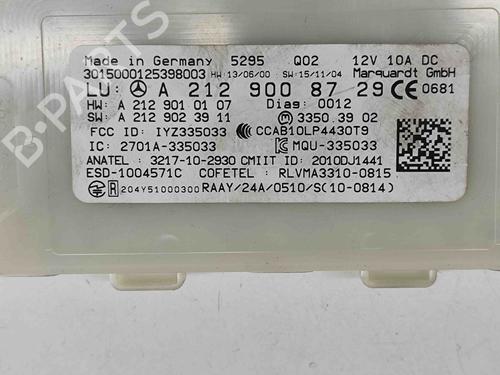 Made in Germany 5295 Q02 12V 10A DC
3015000125398003 HW:13/06/00 SW:15/11/04 Marquardt GmbH
LU: A 212 900 87 29 CE 0681
HW: A 212 901 01 07 Diag: 0012
SW: A 212 902 39 11 3350.39 02
FCC ID: IYZ335033 CCAB10LP4430T9
IC: 2701A-335033 MQU-335033
ANATEL: 3217-10-2930 CMIIT ID: 2010DJ1441
ESD-1004571C COFETEL: RLVMA3310-0815
R 204Y51000300 RAAY/24A/0510/S(10-0814)
B-PARTS